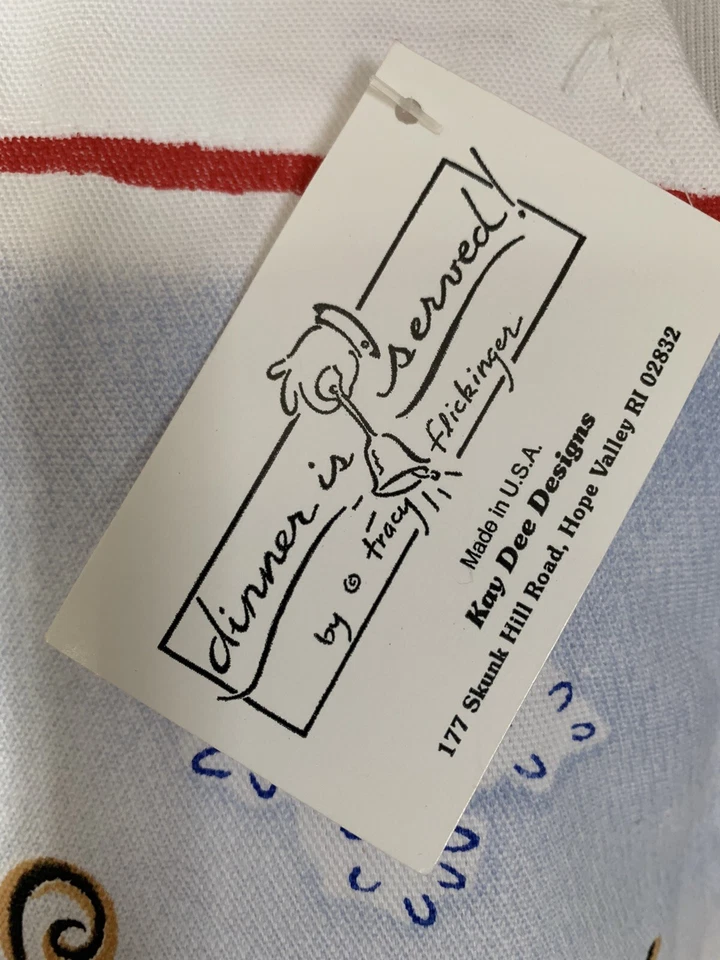 dinner is served!
by © tracy flickinger
Made in U.S.A.
Kay Dee Designs
177 Skunk Hill Road, Hope Valley RI 02832